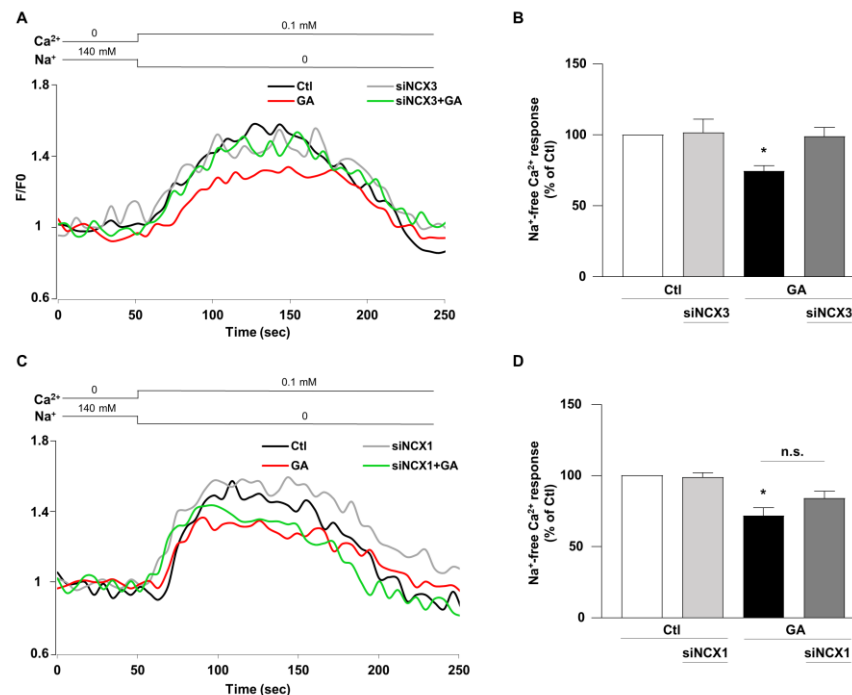 A
0
0.1 mM
Ca²⁺
140 mM
0
Na⁺
1.8
Ctl
siNCX3
GA
siNCX3+GA
1.4
F/F0
1
0.6
0
50
100
150
200
250
Time (sec)
B
150
100
50
0
Na⁺-free Ca²⁺ response
(% of Ctl)
*
Ctl
GA
siNCX3
siNCX3
C
0
0.1 mM
Ca²⁺
140 mM
0
Na⁺
1.8
Ctl
siNCX1
GA
siNCX1+GA
1.4
F/F0
1
0.6
0
50
100
150
200
250
Time (sec)
D
150
100
50
0
Na⁺-free Ca²⁺ response
(% of Ctl)
n.s.
*
Ctl
GA
siNCX1
siNCX1